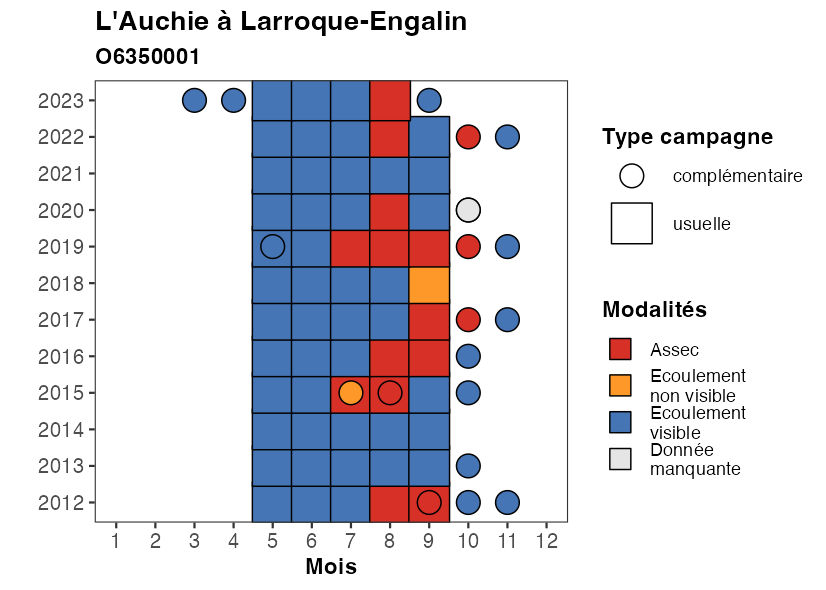 L'Auchie à Larroque-Engalin
O6350001
2023
2022
2021
2020
2019
2018
2017
2016
2015
2014
2013
2012
1 2 3 4 5 6 7 8 9 10 11 12
Mois
Type campagne
complémentaire
usuelle
Modalités
Assec
Ecoulement
non visible
Ecoulement
visible
Donnée
manquante